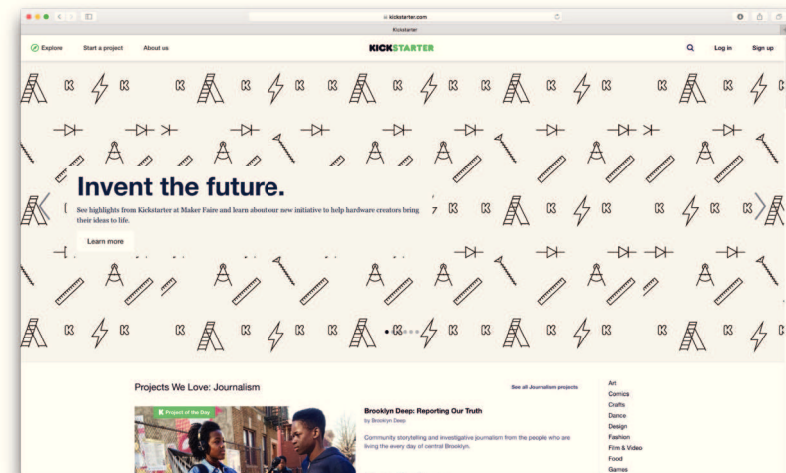 kickstarter.com
Kickstarter
Explore Start a project About us KICKSTARTER Log in Sign up
Invent the future.
See highlights from Kickstarter at Maker Faire and learn aboutour new initiative to help hardware creators bring
their ideas to life.
Learn more
Projects We Love: Journalism See all Journalism projects
Project of the Day
Brooklyn Deep: Reporting Our Truth
by Brooklyn Deep
Community storytelling and investigative journalism from the people who are
living the every day of central Brooklyn.
Art
Comics
Crafts
Dance
Design
Fashion
Film & Video
Food
Games